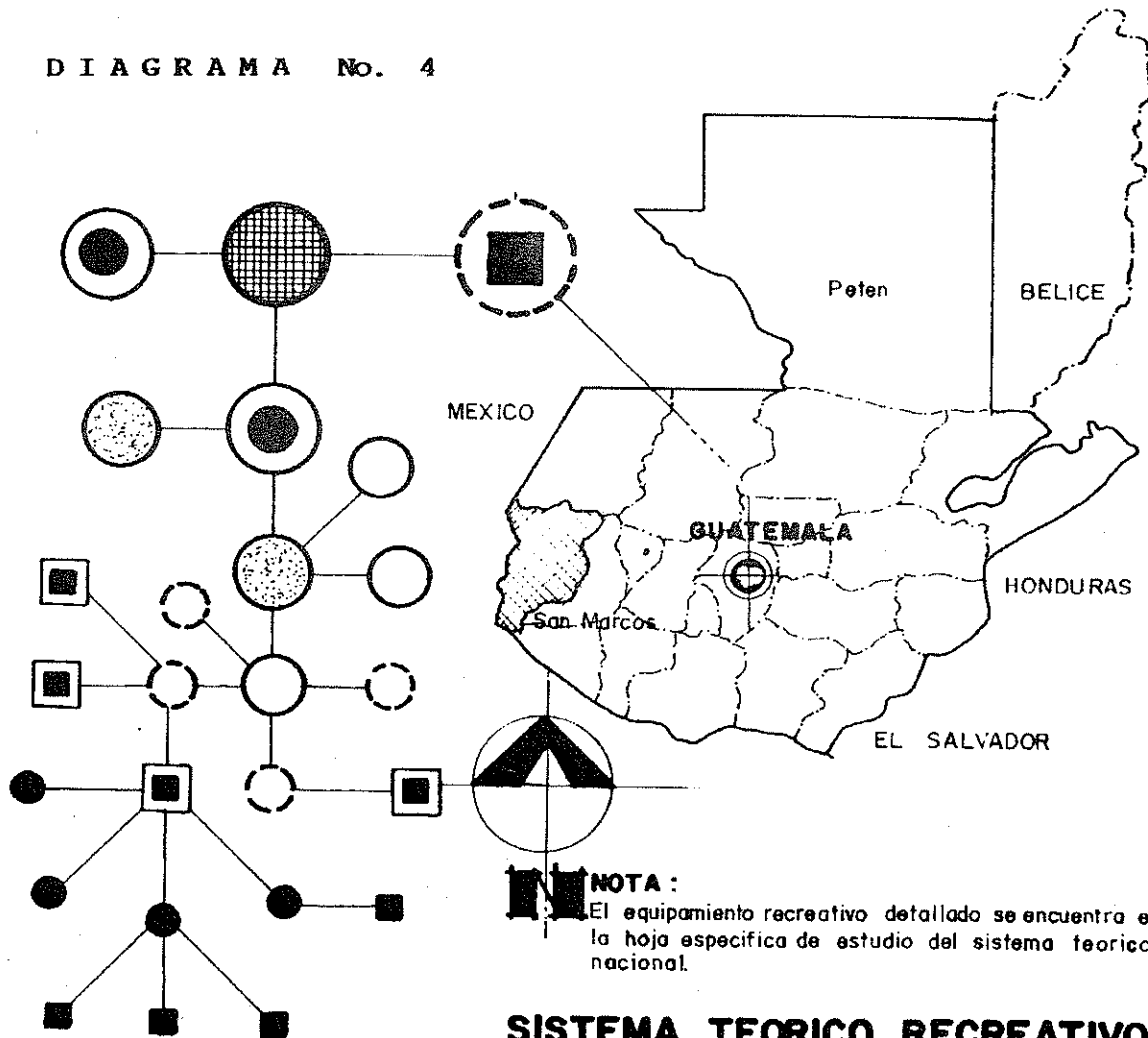 DIAGRAMA No. 4
Peten
BELICE
MEXICO
GUATEMALA
HONDURAS
San Marcos
EL SALVADOR
N
NOTA :
El equipamiento recreativo detallado se encuentra e
la hoja especifica de estudio del sistema teorico
nacional.
SISTEMA TEORICO RECREATIVO